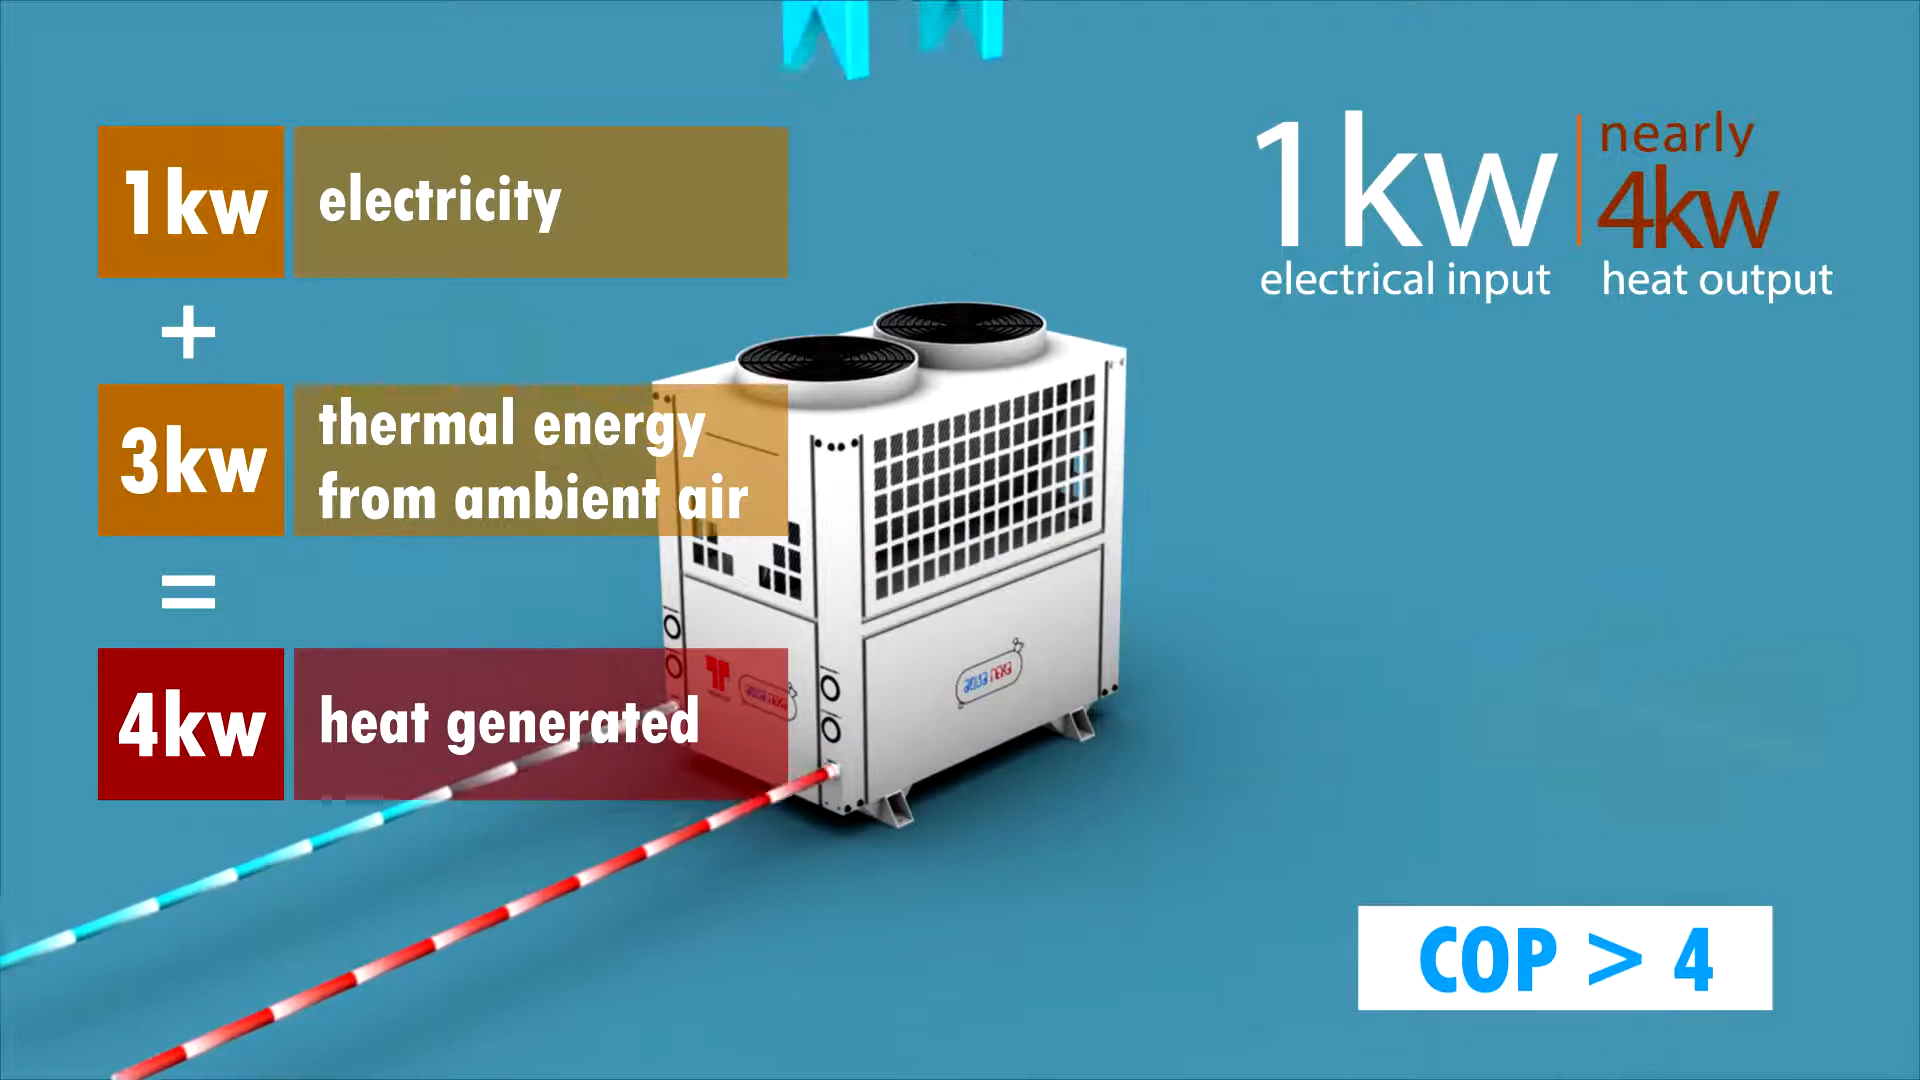 1kw
electricity
+
3kw
thermal energy
from ambient air
=
4kw
heat generated
1kw
electrical input
nearly
4kw
heat output
COP > 4